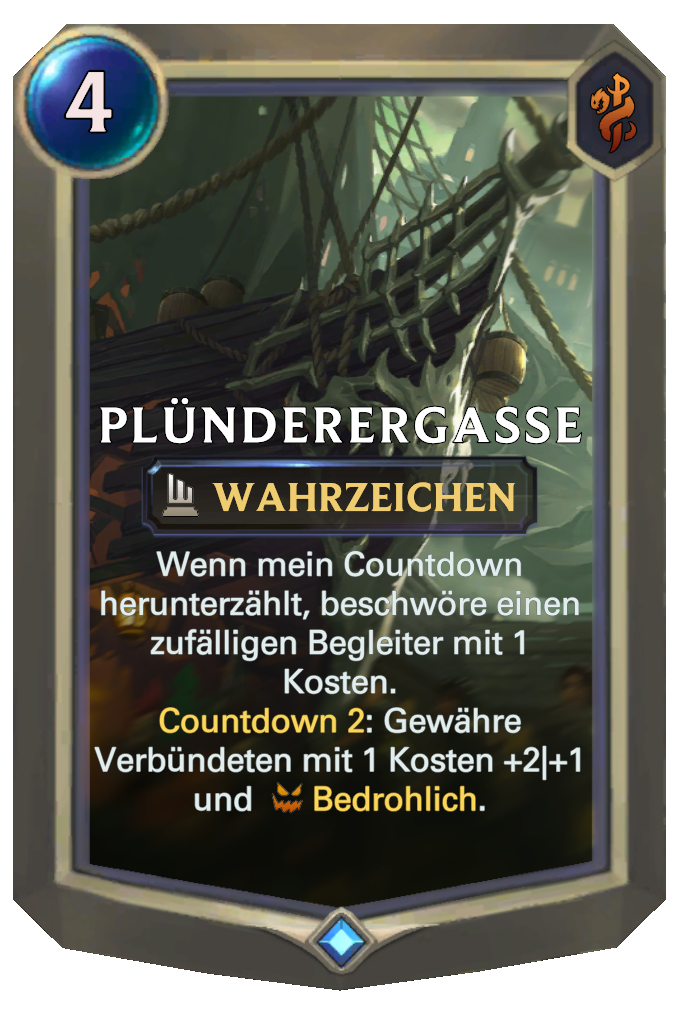 4
PLÜNDERERGASSE
WAHRZEICHEN
Wenn mein Countdown
herunterzählt, beschwöre einen
zufälligen Begleiter mit 1
Kosten.
Countdown 2: Gewähre
Verbündeten mit 1 Kosten +2|+1
und Bedrohlich.